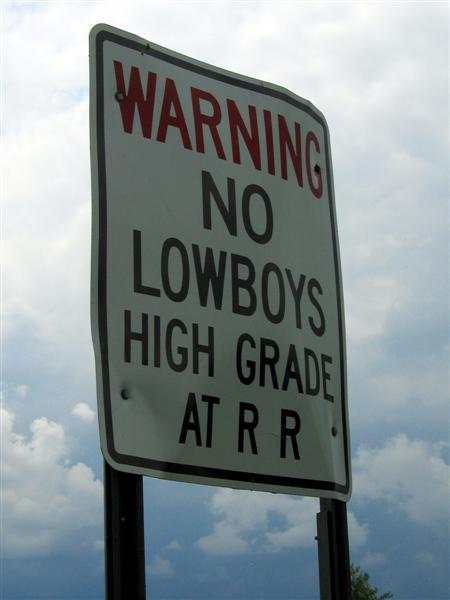 WARNING
NO
LOWBOYS
HIGH GRADE
AT R R